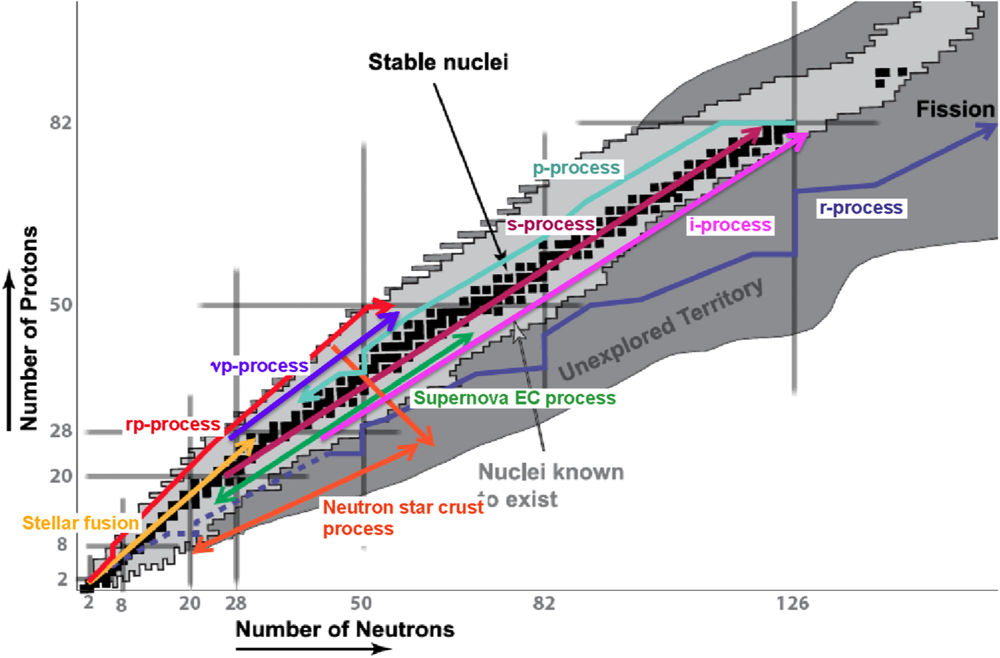 Stable nuclei
Fission
82
p-process
s-process
i-process
r-process
Number of Protons
50
Unexplored Territory
νp-process
Supernova EC process
rp-process
28
20
Nuclei known
to exist
Neutron star crust
process
Stellar fusion
8
2
2
8
20
28
50
82
126
Number of Neutrons